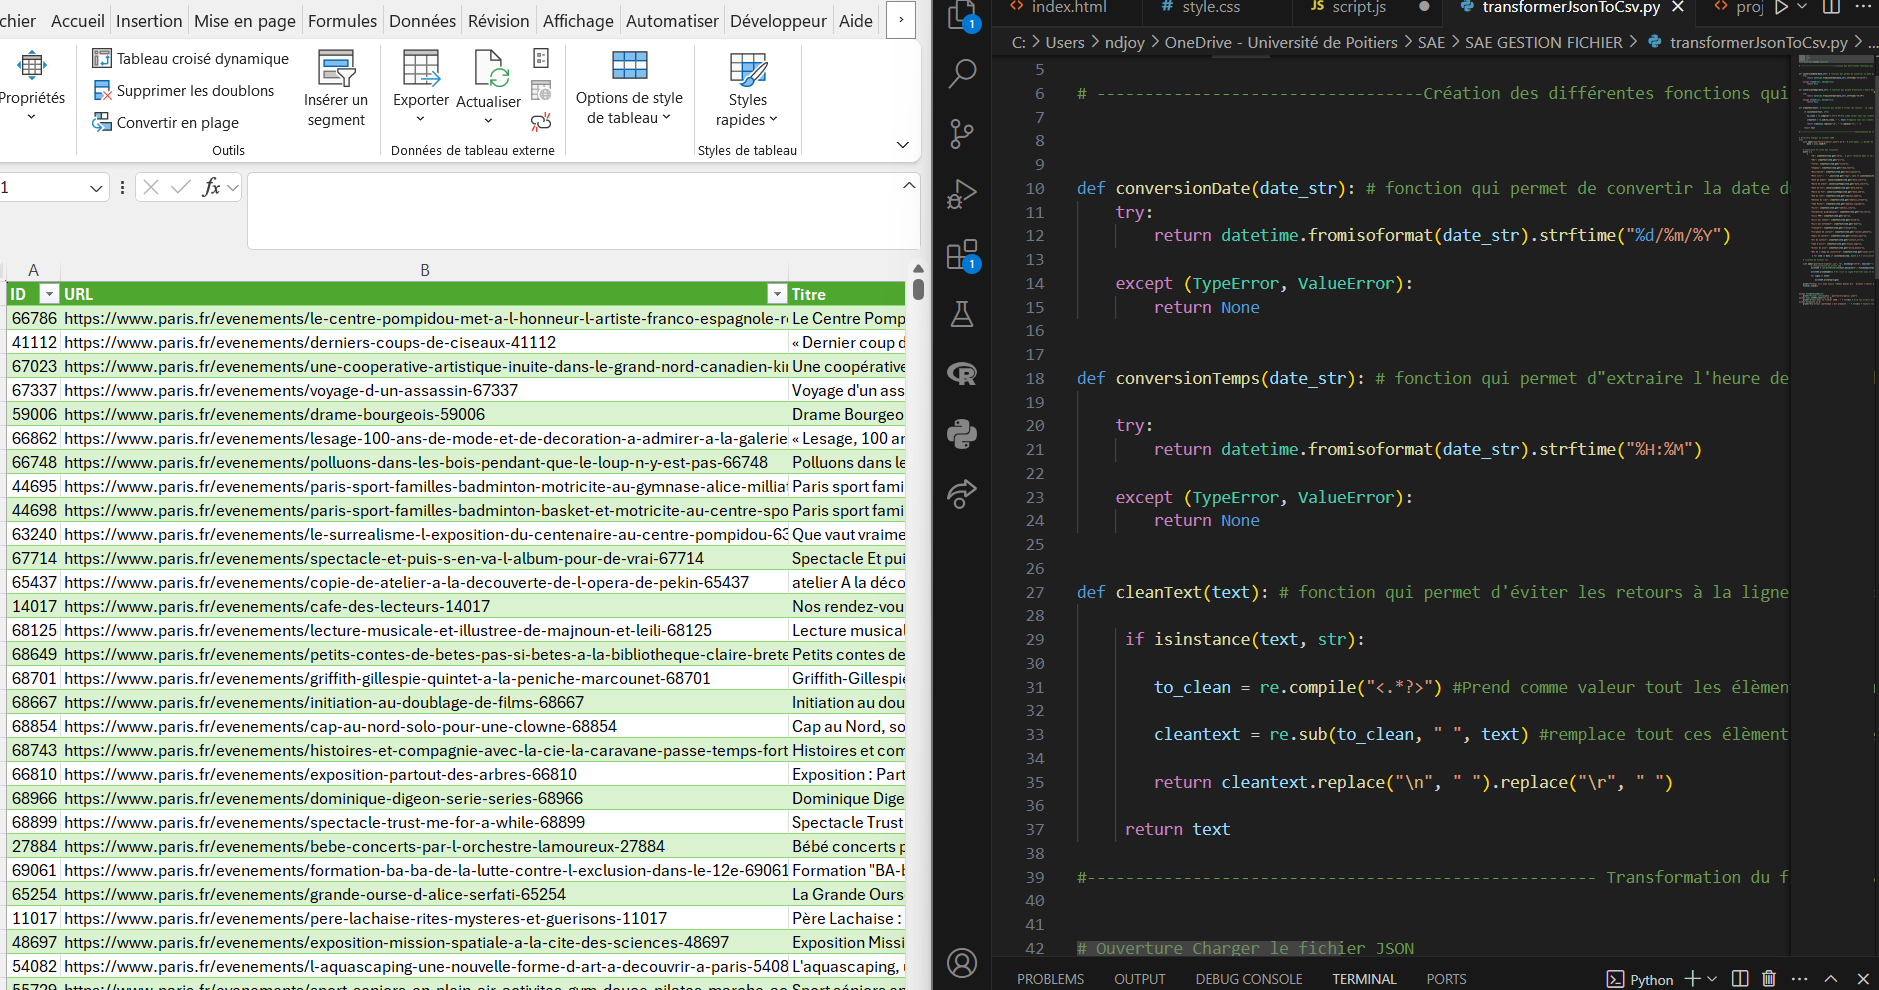 chier Accueil Insertion Mise en page Formules Données Révision Affichage Automatiser Développeur Aide
Propriétés
Tableau croisé dynamique
Supprimer les doublons
Convertir en plage
Outils
Insérer un
segment
Exporter
Actualiser
Données de tableau externe
Options de style
de tableau
Styles
rapides
Styles de tableau
1
fx
A B
ID URL Titre
66786 https://www.paris.fr/evenements/le-centre-pompidou-met-a-l-honneur-l-artiste-franco-espagnole-r Le Centre Pomp
41112 https://www.paris.fr/evenements/derniers-coups-de-ciseaux-41112 « Dernier coup d
67023 https://www.paris.fr/evenements/une-cooperative-artistique-inuite-dans-le-grand-nord-canadien-kir Une coopérative
67337 https://www.paris.fr/evenements/voyage-d-un-assassin-67337 Voyage d'un ass
59006 https://www.paris.fr/evenements/drame-bourgeois-59006 Drame Bourgeo
66862 https://www.paris.fr/evenements/lesage-100-ans-de-mode-et-de-decoration-a-admirer-a-la-galerie « Lesage, 100 ar
66748 https://www.paris.fr/evenements/polluons-dans-les-bois-pendant-que-le-loup-n-y-est-pas-66748 Polluons dans le
44695 https://www.paris.fr/evenements/paris-sport-familles-badminton-motricite-au-gymnase-alice-milliat Paris sport fami
44698 https://www.paris.fr/evenements/paris-sport-familles-badminton-basket-et-motricite-au-centre-spo Paris sport fami
63240 https://www.paris.fr/evenements/le-surrealisme-l-exposition-du-centenaire-au-centre-pompidou-63 Que vaut vraime
67714 https://www.paris.fr/evenements/spectacle-et-puis-s-en-va-l-album-pour-de-vrai-67714 Spectacle Et pui
65437 https://www.paris.fr/evenements/copie-de-atelier-a-la-decouverte-de-l-opera-de-pekin-65437 atelier A la déco
14017 https://www.paris.fr/evenements/cafe-des-lecteurs-14017 Nos rendez-vou
68125 https://www.paris.fr/evenements/lecture-musicale-et-illustree-de-majnoun-et-leili-68125 Lecture musical
68649 https://www.paris.fr/evenements/petits-contes-de-betes-pas-si-betes-a-la-bibliotheque-claire-brete Petits contes de
68701 https://www.paris.fr/evenements/griffith-gillespie-quintet-a-la-peniche-marcounet-68701 Griffith-Gillespie
68667 https://www.paris.fr/evenements/initiation-au-doublage-de-films-68667 Initiation au dou
68854 https://www.paris.fr/evenements/cap-au-nord-solo-pour-une-clowne-68854 Cap au Nord, so
68743 https://www.paris.fr/evenements/histoires-et-compagnie-avec-la-cie-la-caravane-passe-temps-fort Histoires et com
66810 https://www.paris.fr/evenements/exposition-partout-des-arbres-66810 Exposition : Part
68966 https://www.paris.fr/evenements/dominique-digeon-serie-series-68966 Dominique Dige
68899 https://www.paris.fr/evenements/spectacle-trust-me-for-a-while-68899 Spectacle Trust
27884 https://www.paris.fr/evenements/bebe-concerts-par-l-orchestre-lamoureux-27884 Bébé concerts p
69061 https://www.paris.fr/evenements/formation-ba-ba-de-la-lutte-contre-l-exclusion-dans-le-12e-69061 Formation "BA-b
65254 https://www.paris.fr/evenements/grande-ourse-d-alice-serfati-65254 La Grande Ours
11017 https://www.paris.fr/evenements/pere-lachaise-rites-mysteres-et-guerisons-11017 Père Lachaise :
48697 https://www.paris.fr/evenements/exposition-mission-spatiale-a-la-cite-des-sciences-48697 Exposition Missi
54082 https://www.paris.fr/evenements/l-aquascaping-une-nouvelle-forme-d-art-a-decouvrir-a-paris-5408 L'aquascaping,
index.html style.css JS script.js transformerJsonToCsv.py proj
C: > Users > ndjoy > OneDrive - Université de Poitiers > SAE > SAE GESTION FICHIER > transformerJsonToCsv.py > ...
1
1
5
6 # ----------------------------------Création des différentes fonctions qui
7
8
9
10 def conversionDate(date_str): # fonction qui permet de convertir la date d
11 try:
12 return datetime.fromisoformat(date_str).strftime("%d/%m/%Y")
13
14 except (TypeError, ValueError):
15 return None
16
17
18 def conversionTemps(date_str): # fonction qui permet d"extraire l'heure de
19
20 try:
21 return datetime.fromisoformat(date_str).strftime("%H:%M")
22
23 except (TypeError, ValueError):
24 return None
25
26
27 def cleanText(text): # fonction qui permet d'éviter les retours à la ligne
28
29 if isinstance(text, str):
30
31 to_clean = re.compile("<.*?>") #Prend comme valeur tout les élèment
32
33 cleantext = re.sub(to_clean, " ", text) #remplace tout ces élèment
34
35 return cleantext.replace("\n", " ").replace("\r", " ")
36
37 return text
38
39 #----------------------------------------------------- Transformation du f
40
41
42 # Ouverture Charger le fichier JSON
PROBLEMS OUTPUT DEBUG CONSOLE TERMINAL PORTS Python